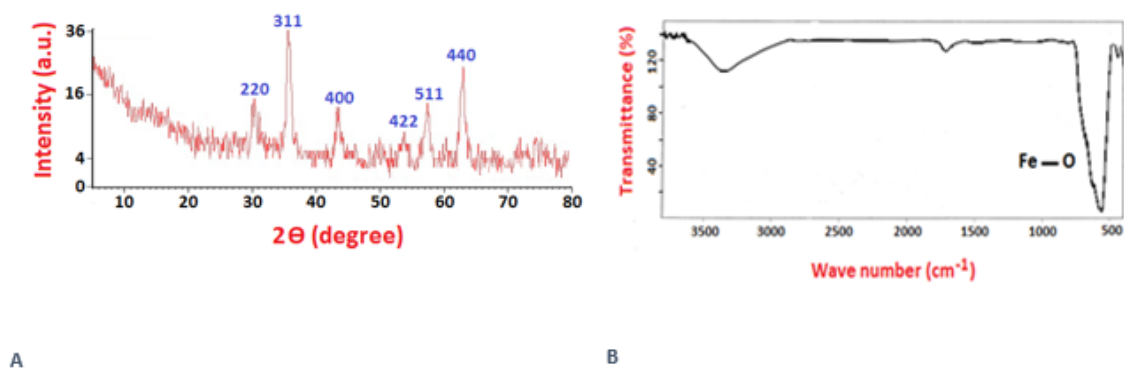 Intensity (a.u.)
36
16
4
0
220
311
400
422
511
440
10 20 30 40 50 60 70 80
2Θ (degree)
A
Transmittance (%)
120
80
40
Fe — O
3500 3000 2500 2000 1500 1000 500
Wave number (cm⁻¹)
B